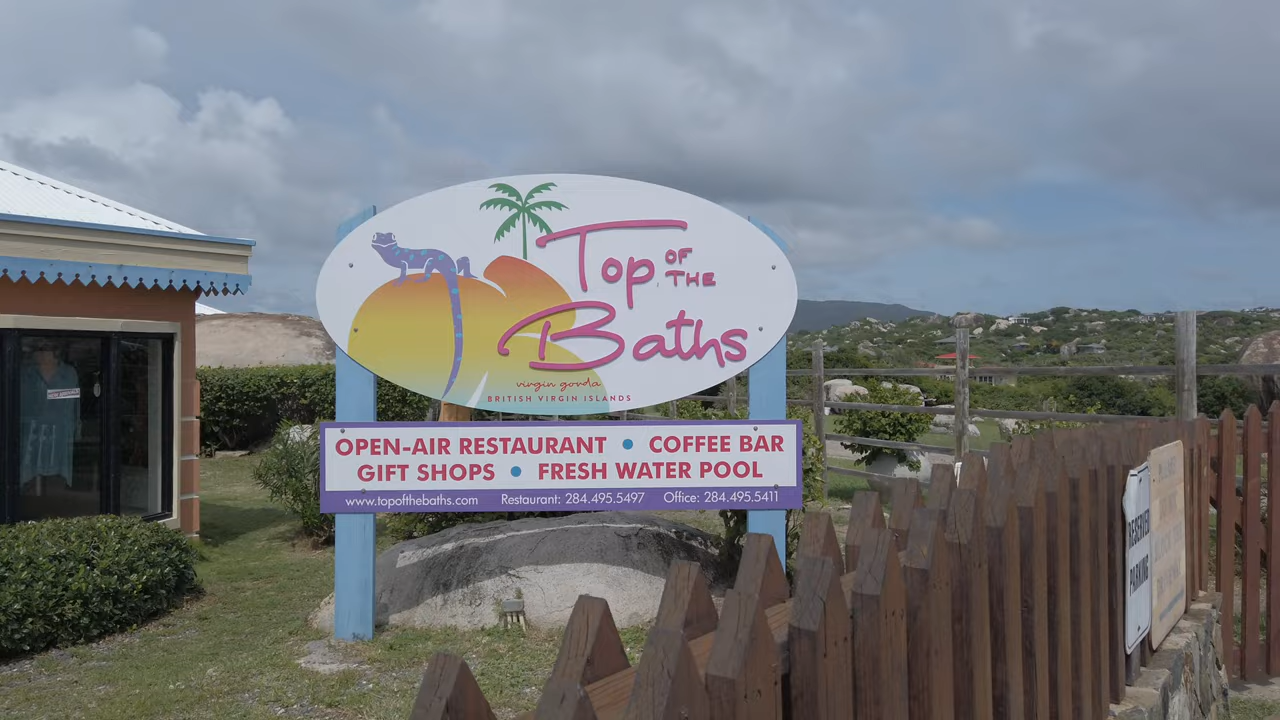 Top OF THE
Baths
virgin gorda
BRITISH VIRGIN ISLANDS
OPEN-AIR RESTAURANT • COFFEE BAR
GIFT SHOPS • FRESH WATER POOL
www.topofthebaths.com Restaurant: 284.495.5497 Office: 284.495.5411
RESERVED
PARKING